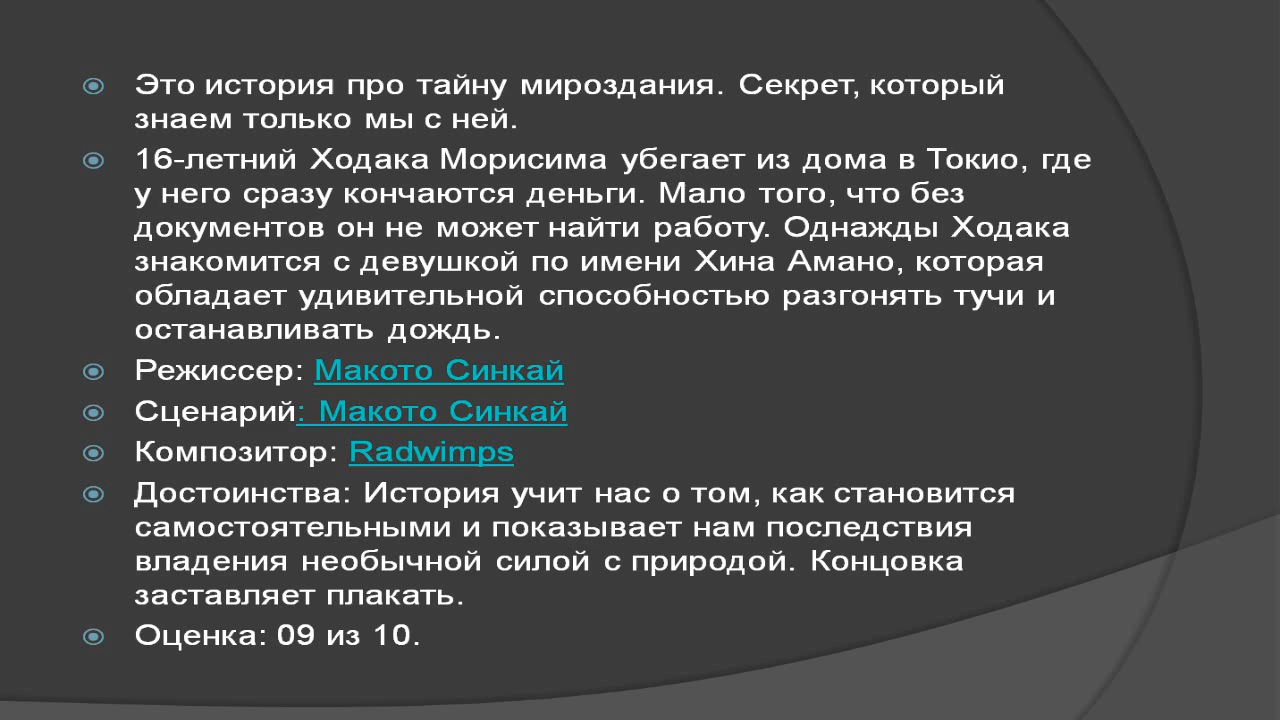 Это история про тайну мироздания. Секрет, который
знаем только мы с ней.
16-летний Ходака Морисима убегает из дома в Токио, где
у него сразу кончаются деньги. Мало того, что без
документов он не может найти работу. Однажды Ходака
знакомится с девушкой по имени Хина Амано, которая
обладает удивительной способностью разгонять тучи и
останавливать дождь.
Режиссер: Макото Синкай
Сценарий: Макото Синкай
Композитор: Radwimps
Достоинства: История учит нас о том, как становится
самостоятельными и показывает нам последствия
владения необычной силой с природой. Концовка
заставляет плакать.
Оценка: 09 из 10.